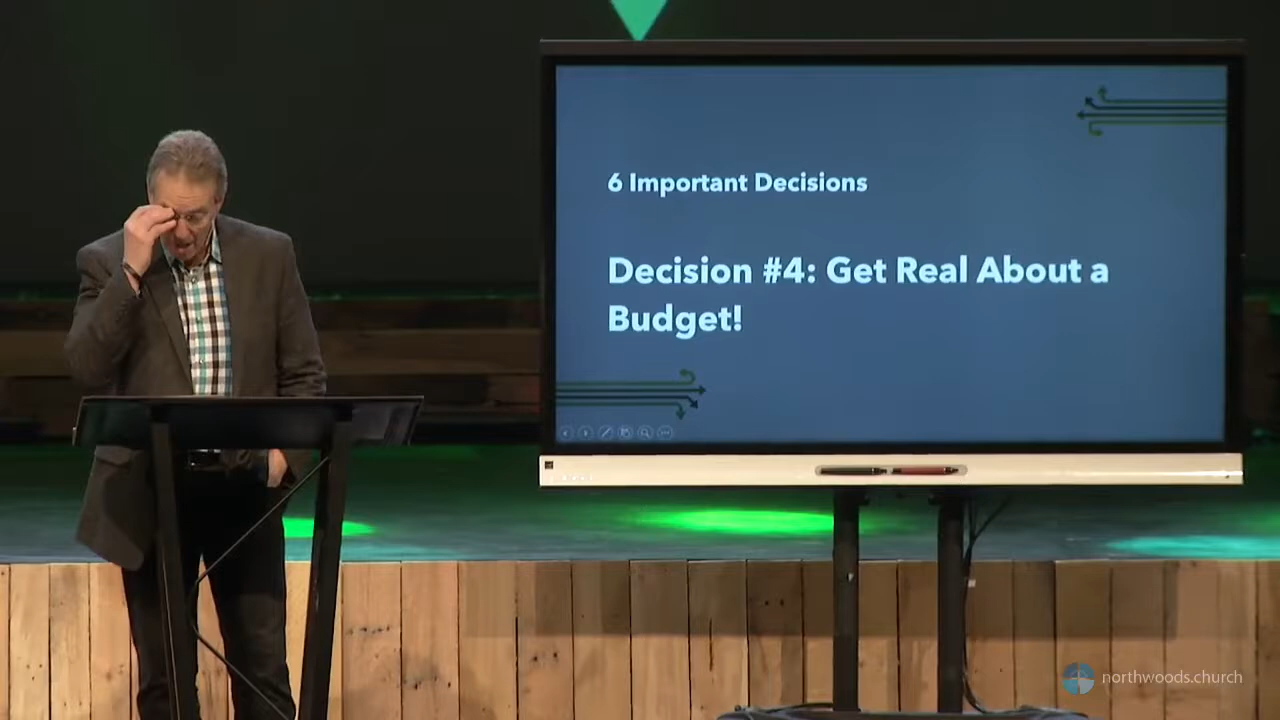 6 Important Decisions
Decision #4: Get Real About a
Budget!
northwoods.church